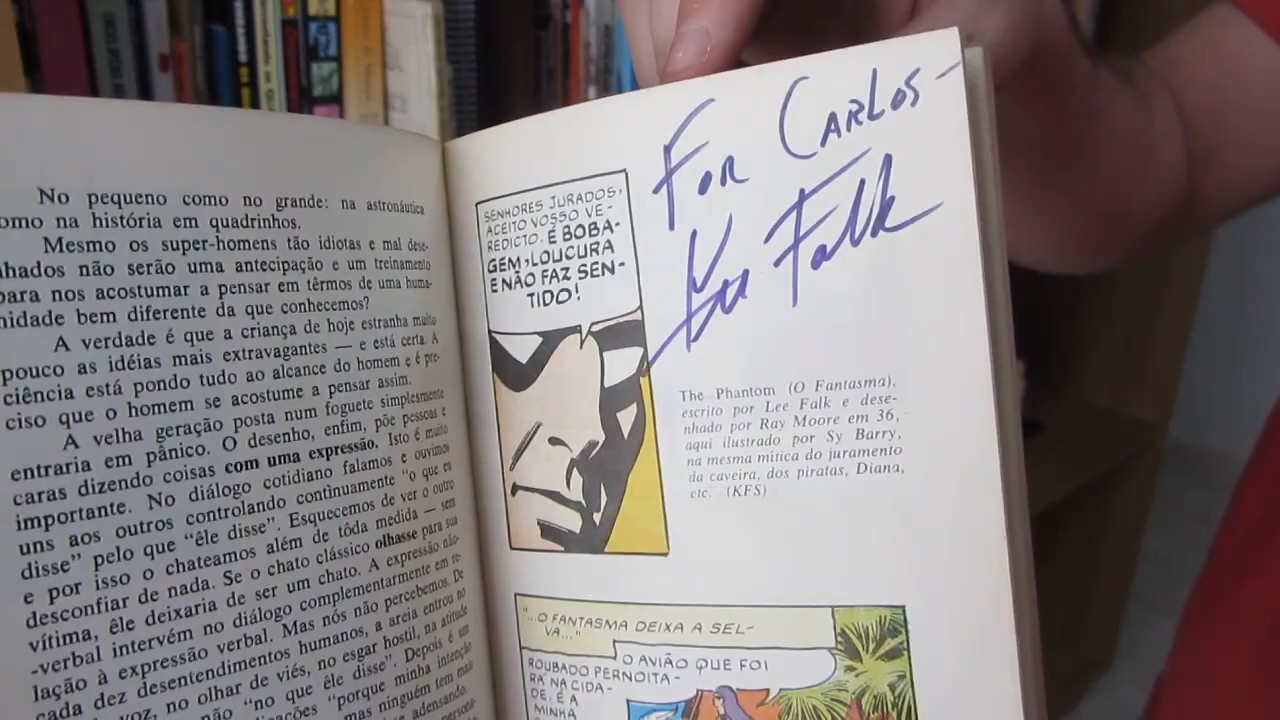 No pequeno como no grande: na astronáutica
como na história em quadrinhos.
Mesmo os super-homens tão idiotas e mal dese-
nhados não serão uma antecipação e um treinamento
para nos acostumar a pensar em têrmos de uma huma-
nidade bem diferente da que conhecemos?
A verdade é que a criança de hoje estranha muito
pouco as idéias mais extravagantes — e está certa. A
ciência está pondo tudo ao alcance do homem e é pre-
ciso que o homem se acostume a pensar assim.
A velha geração posta num foguete simplesmente
entraria em pânico. O desenho, enfim, põe pessoas e
caras dizendo coisas com uma expressão. Isto é muito
importante. No diálogo cotidiano falamos e ouvimos
uns aos outros controlando continuamente "o que eu
disse" pelo que "êle disse". Esquecemos de ver o outro
e por isso o chateamos além de tôda medida — sem
desconfiar de nada. Se o chato clássico olhasse para sua
vítima, êle deixaria de ser um chato. A expressão não-
-verbal intervém no diálogo complementarmente em re-
lação à expressão verbal. Mas nós não percebemos. De
cada dez desentendimentos humanos, a areia entrou no
voz, no olhar de viés, no esgar hostil, na atitude
não "no que êle disse". Depois é um
"porque minha intenção
mas ninguém tem mais
adensando.
persona-
For Carlos-
Lee Falk
SENHORES JURADOS,
ACEITO VOSSO VE-
REDICTO. É BOBA-
GEM, LOUCURA
E NÃO FAZ SEN-
TIDO!
The Phantom (O Fantasma),
escrito por Lee Falk e dese-
nhado por Ray Moore em 36,
aqui ilustrado por Sy Barry,
na mesma mítica do juramento
da caveira, dos piratas, Diana,
etc. (KFS)
"...O FANTASMA DEIXA A SEL-
VA..."
O AVIÃO QUE FOI
ROUBADO PERNOITA-
RÁ NA CIDA-
DE. É A
MINHA